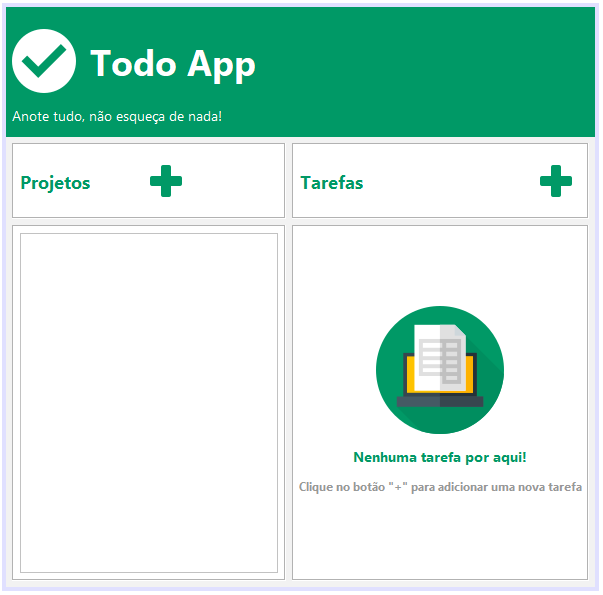 Todo App
Anote tudo, não esqueça de nada!
Projetos
Tarefas
Nenhuma tarefa por aqui!
Clique no botão "+" para adicionar uma nova tarefa